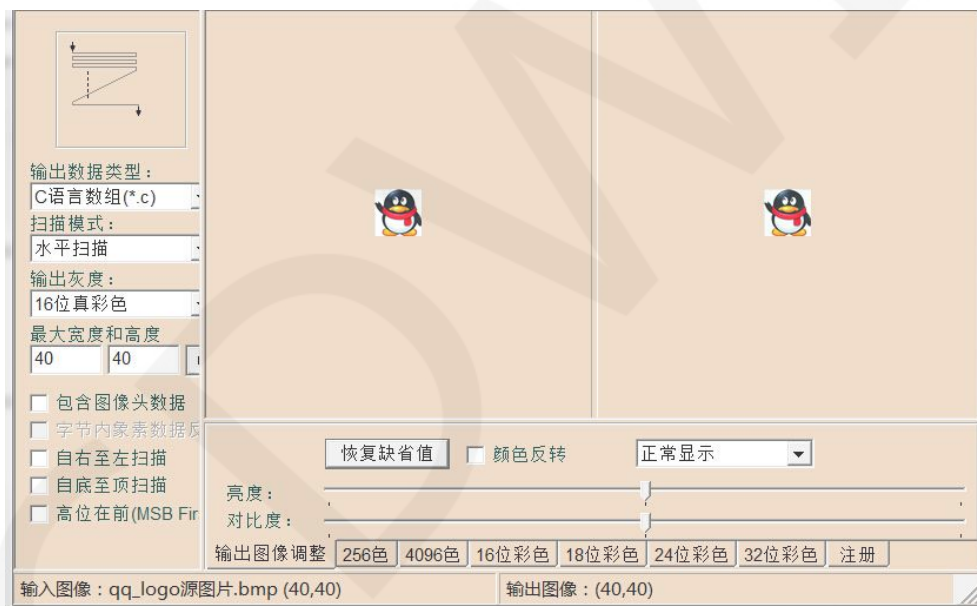 输出数据类型：
C语言数组(*.c)
扫描模式：
水平扫描
输出灰度：
16位真彩色
最大宽度和高度
40 40
包含图像头数据
字节内象素数据反
自右至左扫描
自底至顶扫描
高位在前(MSB Fir
恢复缺省值 颜色反转 正常显示
亮度：
对比度：
输出图像调整 256色 4096色 16位彩色 18位彩色 24位彩色 32位彩色 注册
输入图像：qq_logo源图片.bmp (40,40) 输出图像：(40,40)